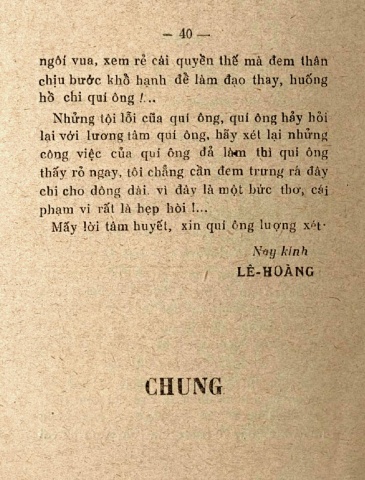 — 40 —
ngôi vua, xem rẻ cái quyền thế mà đem thân
chịu bước khổ hạnh để làm đạo thay, huống
hồ chi quí ông !...
Những tội lỗi của quí ông, quí ông hảy hỏi
lại với lương tâm quí ông, hãy xét lại những
công việc của quí ông đả làm thì quí ông
thấy rỏ ngay, tôi chẳng cần đem trưng ra đây
chi cho dông dài. vì đây là một bức thơ, cái
phạm vi rất là hẹp hòi !...
Mấy lời tâm huyết, xin quí ông lượng xét.
Nay kính
LÊ-HOÀNG
CHUNG